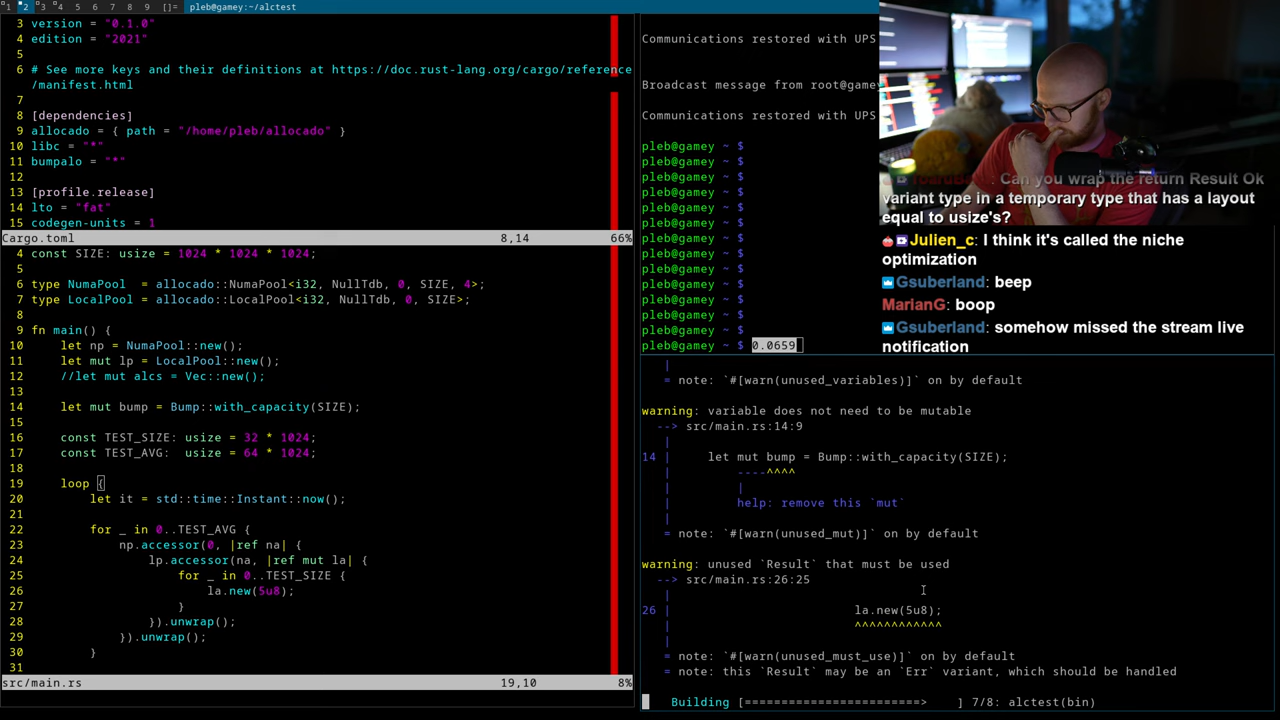 1 2 3 4 5 6 7 8 9 []= pleb@gamey:~/alctest
3 version = "0.1.0"
4 edition = "2021"
5
6 # See more keys and their definitions at https://doc.rust-lang.org/cargo/reference
/manifest.html
7
8 [dependencies]
9 allocado = { path = "/home/pleb/allocado" }
10 libc = "*"
11 bumpalo = "*"
12
13 [profile.release]
14 lto = "fat"
15 codegen-units = 1
Cargo.toml 8,14 66%
4 const SIZE: usize = 1024 * 1024 * 1024;
5
6 type NumaPool  = allocado::NumaPool<i32, NullTdb, 0, SIZE, 4>;
7 type LocalPool = allocado::LocalPool<i32, NullTdb, 0, SIZE>;
8
9 fn main() {
10     let np = NumaPool::new();
11     let mut lp = LocalPool::new();
12     //let mut alcs = Vec::new();
13
14     let mut bump = Bump::with_capacity(SIZE);
15
16     const TEST_SIZE: usize = 32 * 1024;
17     const TEST_AVG:  usize = 64 * 1024;
18
19     loop {
20         let it = std::time::Instant::now();
21
22         for _ in 0..TEST_AVG {
23             np.accessor(0, |ref na| {
24                 lp.accessor(na, |ref mut la| {
25                     for _ in 0..TEST_SIZE {
26                         la.new(5u8);
27                     }
28                 }).unwrap();
29             }).unwrap();
30         }
31
src/main.rs 19,10 8%
Communications restored with UPS
Broadcast message from root@game
Communications restored with UPS
pleb@gamey ~ $
pleb@gamey ~ $
pleb@gamey ~ $
pleb@gamey ~ $
pleb@gamey ~ $
pleb@gamey ~ $
pleb@gamey ~ $
pleb@gamey ~ $
pleb@gamey ~ $
pleb@gamey ~ $
pleb@gamey ~ $
pleb@gamey ~ $
pleb@gamey ~ $
pleb@gamey ~ $ 0.0659
Can you wrap the return Result Ok
variant type in a temporary type that has a layout
equal to usize's?
Julien_c: I think it's called the niche
optimization
Gsuberland: beep
MarianG: boop
Gsuberland: somehow missed the stream live
notification
|
= note: `#[warn(unused_variables)]` on by default
warning: variable does not need to be mutable
--> src/main.rs:14:9
|
14 |     let mut bump = Bump::with_capacity(SIZE);
|         ----^^^^
|         |
|         help: remove this `mut`
|
= note: `#[warn(unused_mut)]` on by default
warning: unused `Result` that must be used
--> src/main.rs:26:25
|
26 |                         la.new(5u8);
|                         ^^^^^^^^^^^^
|
= note: `#[warn(unused_must_use)]` on by default
= note: this `Result` may be an `Err` variant, which should be handled
Building [=======================> ] 7/8: alctest(bin)